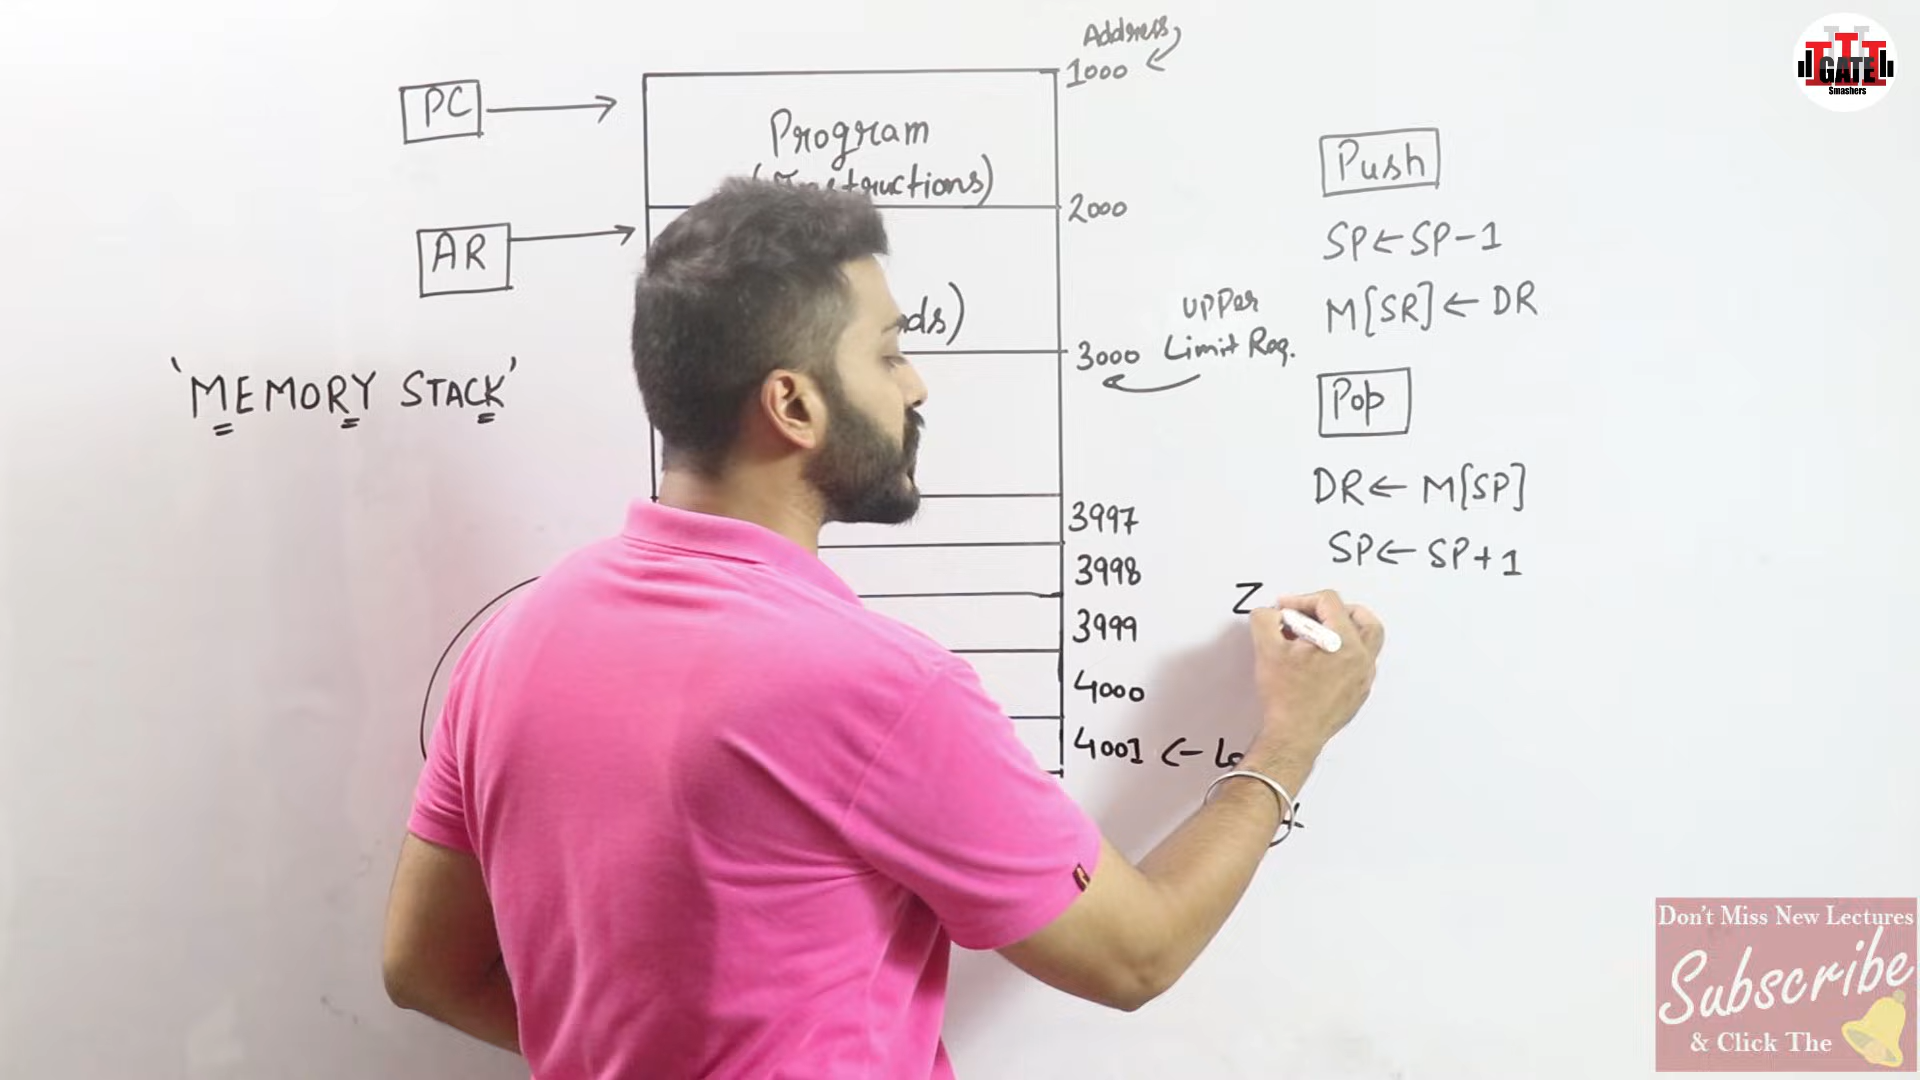 Address
1000
PC
Program
(Instructions)
2000
AR
3000
Upper
Limit Reg.
'MEMORY STACK'
3997
3998
3999
4000
4001 ←
Push
SP ← SP-1
M[SR] ← DR
Pop
DR ← M[SP]
SP ← SP+1
Z
GATE
Smashers
Don't Miss New Lectures
Subscribe
& Click The